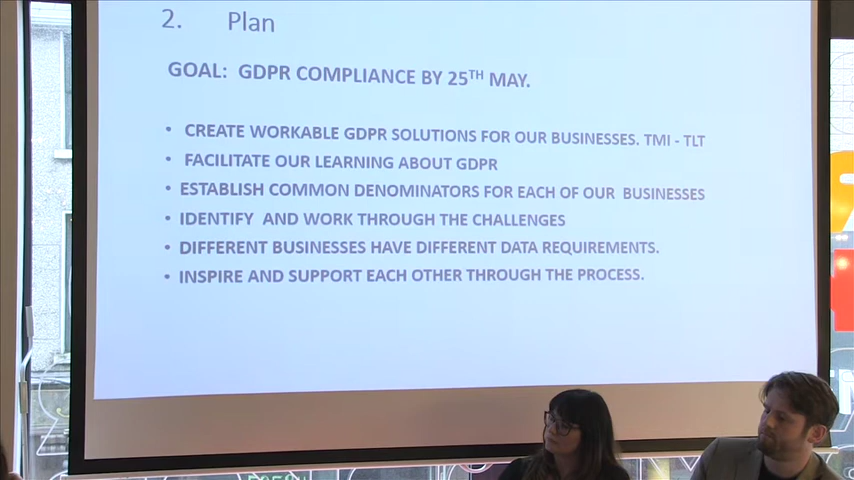 2. Plan
GOAL: GDPR COMPLIANCE BY 25TH MAY.
• CREATE WORKABLE GDPR SOLUTIONS FOR OUR BUSINESSES. TMI - TLT
• FACILITATE OUR LEARNING ABOUT GDPR
• ESTABLISH COMMON DENOMINATORS FOR EACH OF OUR BUSINESSES
• IDENTIFY AND WORK THROUGH THE CHALLENGES
• DIFFERENT BUSINESSES HAVE DIFFERENT DATA REQUIREMENTS.
• INSPIRE AND SUPPORT EACH OTHER THROUGH THE PROCESS.